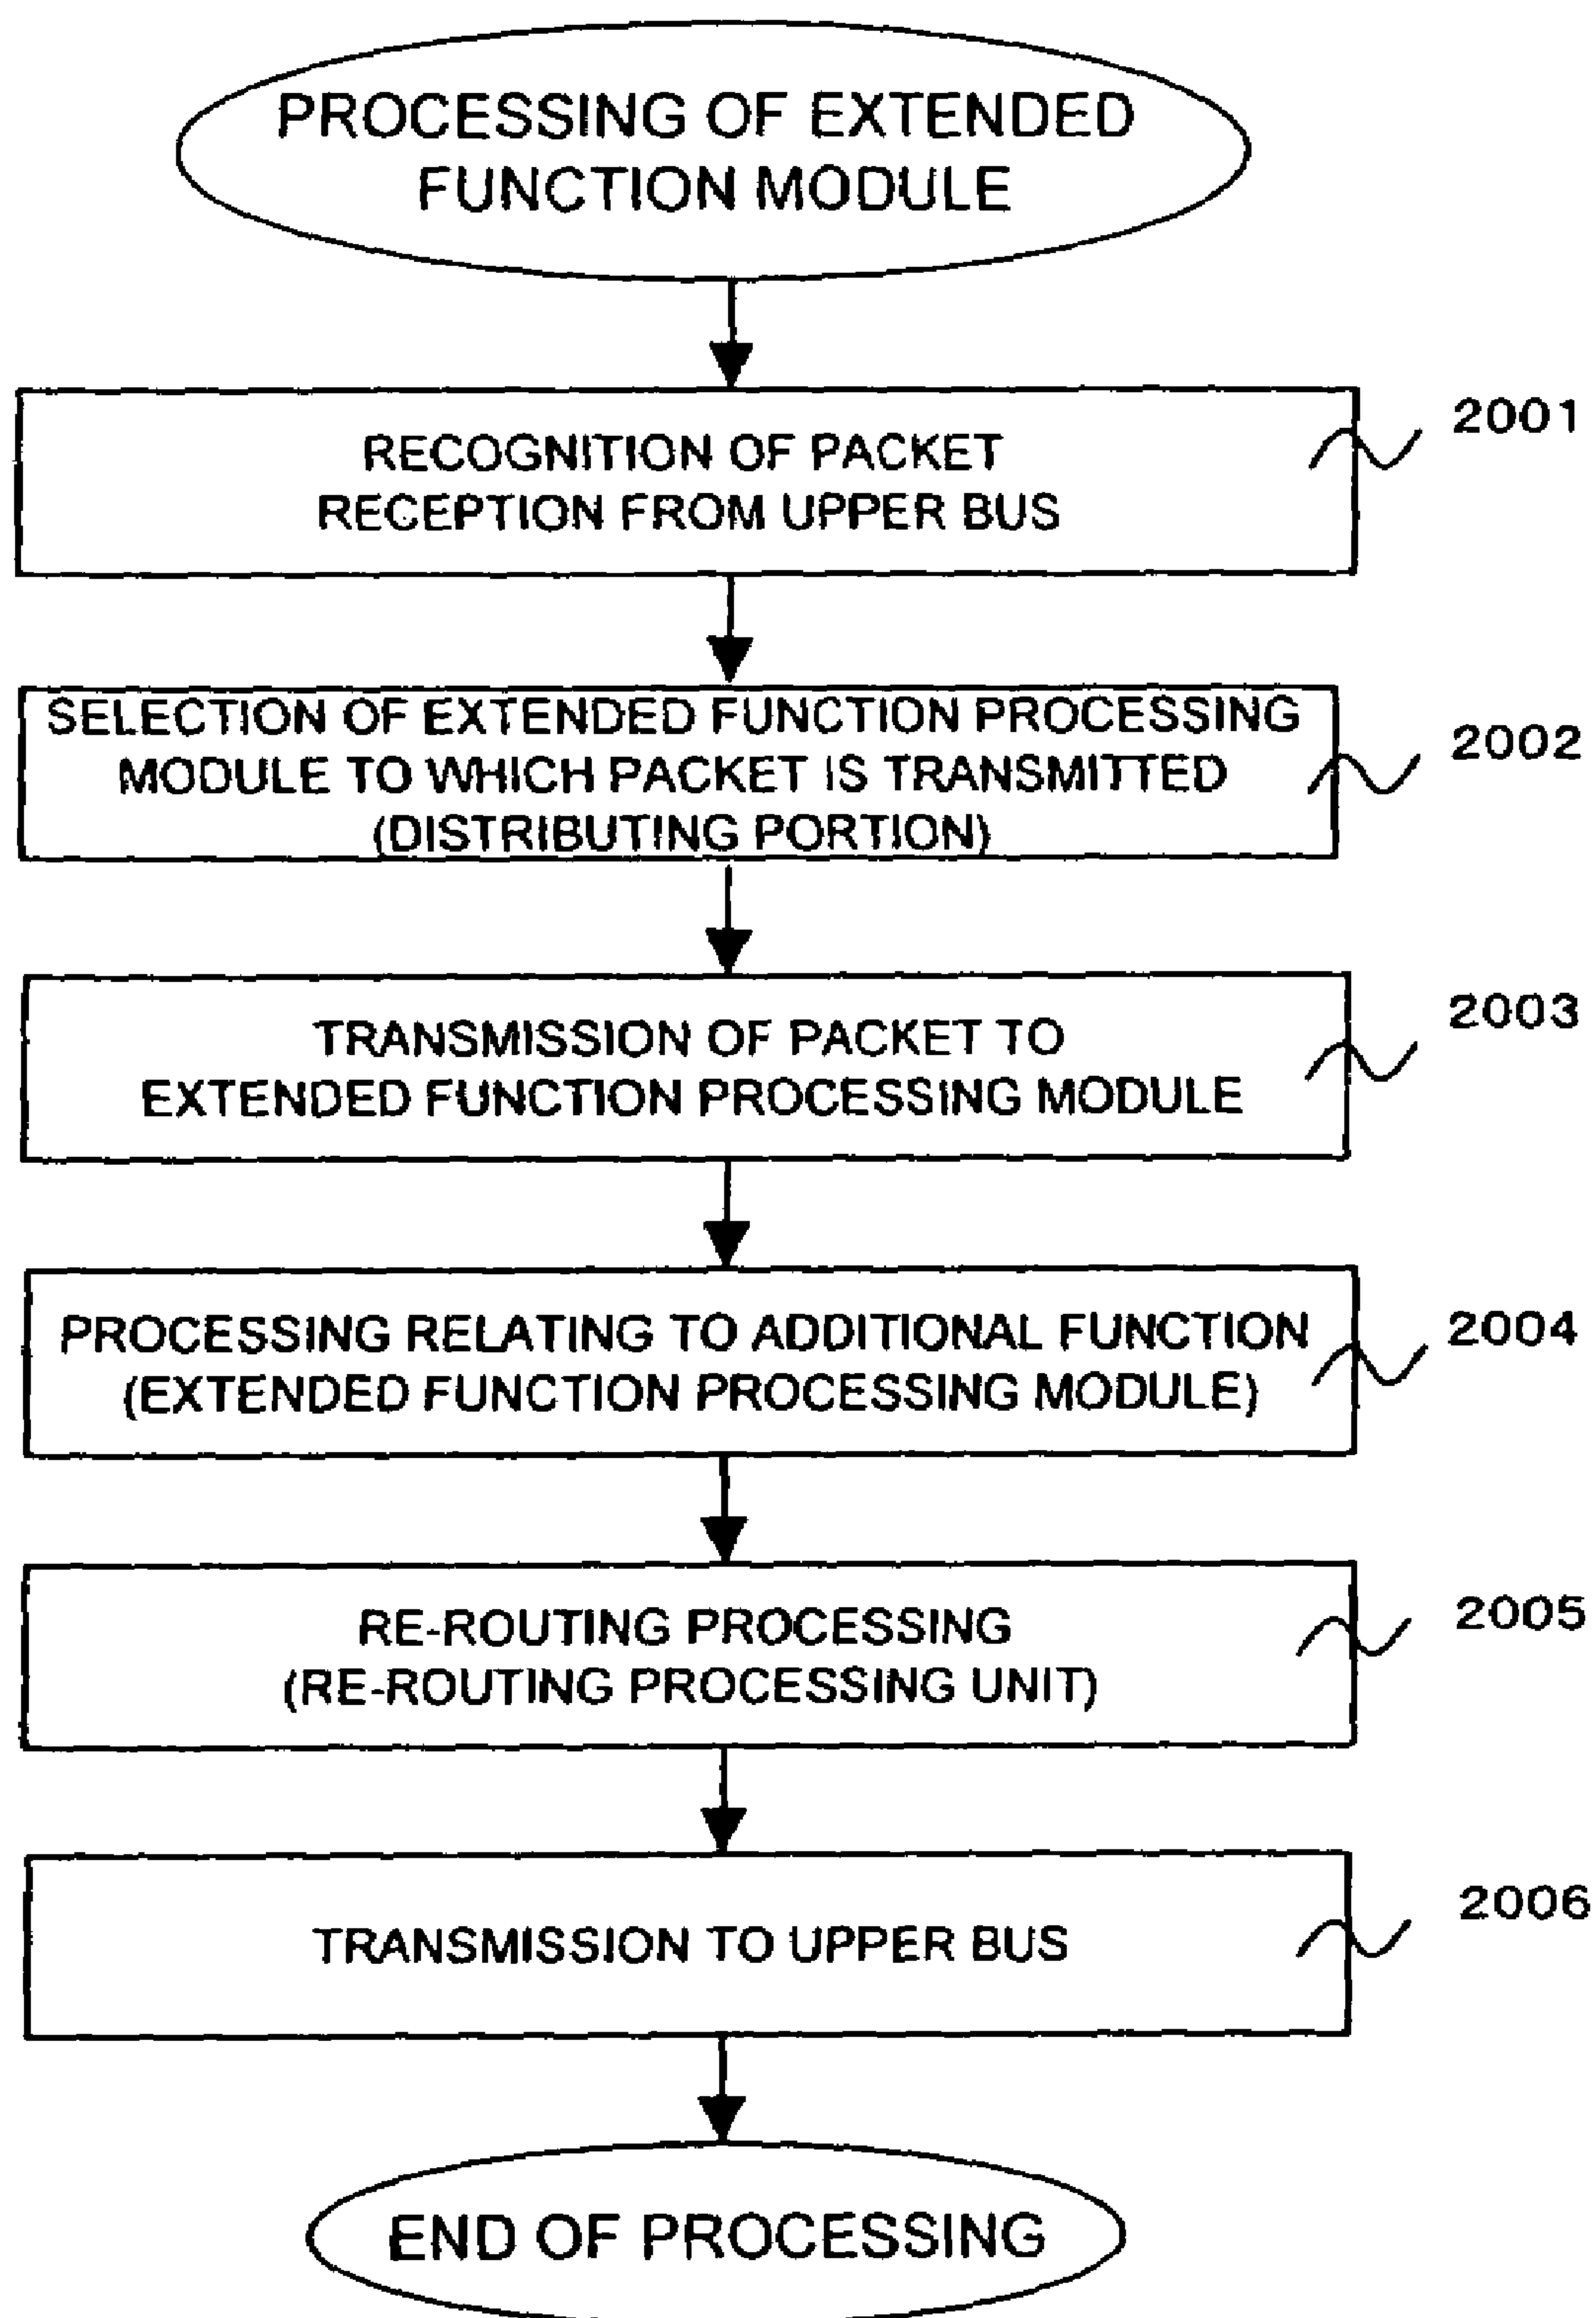 PROCESSING OF EXTENDED
FUNCTION MODULE
RECOGNITION OF PACKET
RECEPTION FROM UPPER BUS
2001
SELECTION OF EXTENDED FUNCTION PROCESSING
MODULE TO WHICH PACKET IS TRANSMITTED
(DISTRIBUTING PORTION)
2002
TRANSMISSION OF PACKET TO
EXTENDED FUNCTION PROCESSING MODULE
2003
PROCESSING RELATING TO ADDITIONAL FUNCTION
(EXTENDED FUNCTION PROCESSING MODULE)
2004
RE-ROUTING PROCESSING
(RE-ROUTING PROCESSING UNIT)
2005
TRANSMISSION TO UPPER BUS
2006
END OF PROCESSING